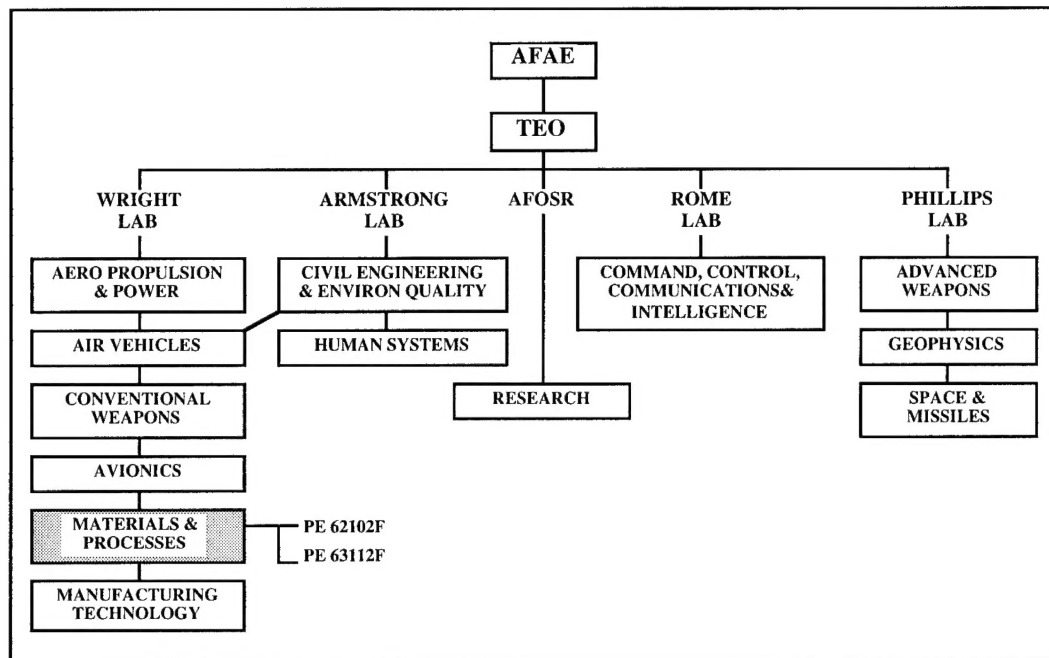 AFAE
TEO
WRIGHT
LAB
ARMSTRONG
LAB
AFOSR
ROME
LAB
PHILLIPS
LAB
AERO PROPULSION
& POWER
AIR VEHICLES
CONVENTIONAL
WEAPONS
AVIONICS
MATERIALS &
PROCESSES
PE 62102F
PE 63112F
MANUFACTURING
TECHNOLOGY
CIVIL ENGINEERING
& ENVIRON QUALITY
HUMAN SYSTEMS
RESEARCH
COMMAND, CONTROL,
COMMUNICATIONS&
INTELLIGENCE
ADVANCED
WEAPONS
GEOPHYSICS
SPACE &
MISSILES